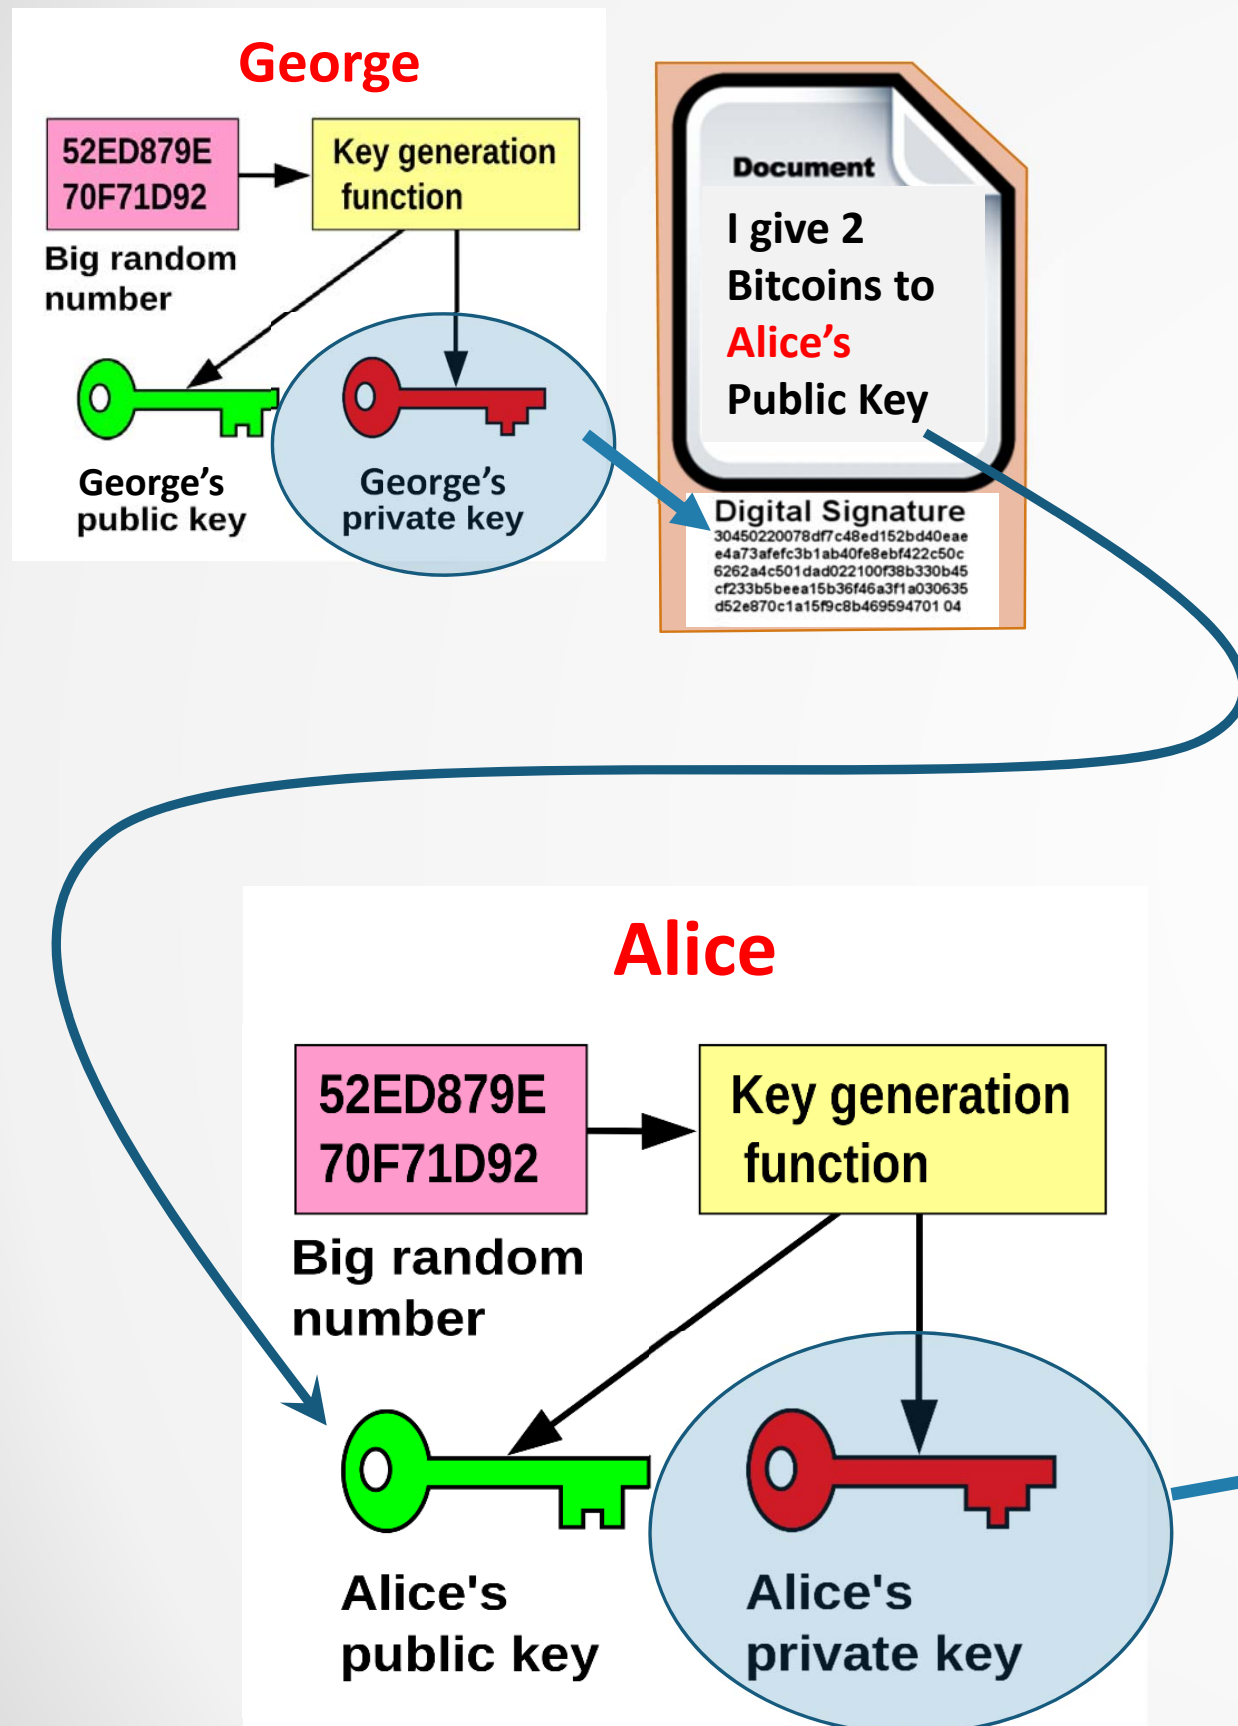 George
52ED879E
70F71D92
Key generation
function
Big random
number
George's
public key
George's
private key
Document
I give 2
Bitcoins to
Alice’s
Public Key
Digital Signature
30450220078df7c48ed152bd40eae
e4a73afefc3b1ab40fe8ebf422c50c
6262a4c501dad022100f38b330b45
cf233b5beea15b36f46a3f1a030635
d52e870c1a15f9c8b469594701 04
Alice
52ED879E
70F71D92
Key generation
function
Big random
number
Alice's
public key
Alice's
private key